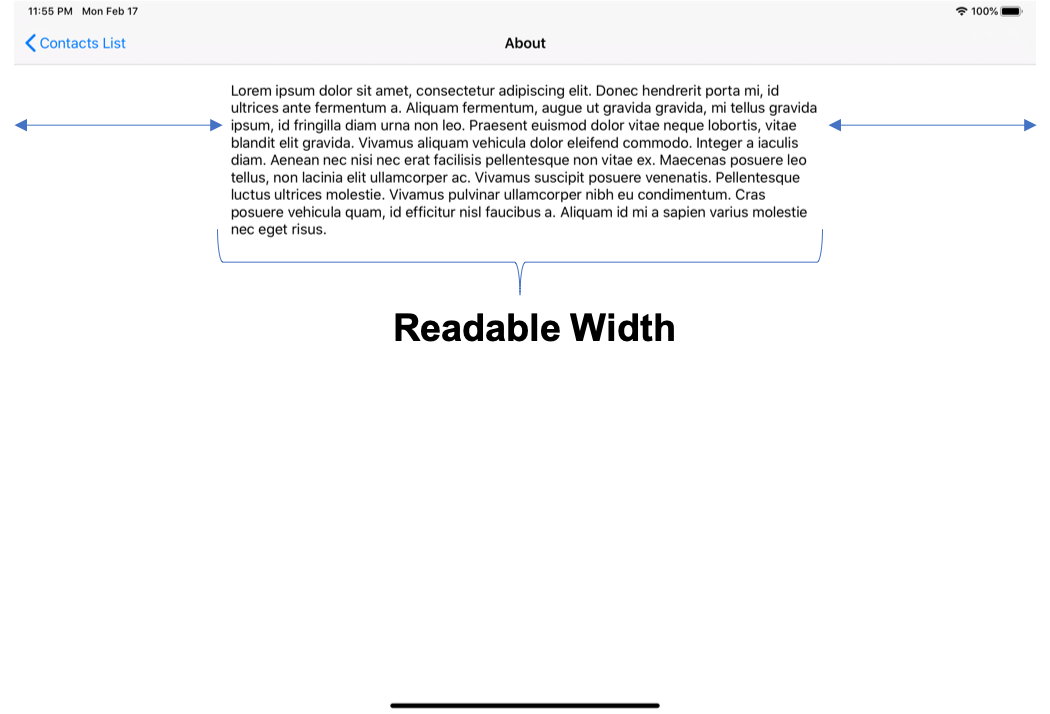 11:55 PM Mon Feb 17
100%
Contacts List
About
Lorem ipsum dolor sit amet, consectetur adipiscing elit. Donec hendrerit porta mi, id
ultrices ante fermentum a. Aliquam fermentum, augue ut gravida gravida, mi tellus gravida
ipsum, id fringilla diam urna non leo. Praesent euismod dolor vitae neque lobortis, vitae
blandit elit gravida. Vivamus aliquam vehicula dolor eleifend commodo. Integer a iaculis
diam. Aenean nec nisi nec erat facilisis pellentesque non vitae ex. Maecenas posuere leo
tellus, non lacinia elit ullamcorper ac. Vivamus suscipit posuere venenatis. Pellentesque
luctus ultrices molestie. Vivamus pulvinar ullamcorper nibh eu condimentum. Cras
posuere vehicula quam, id efficitur nisl faucibus a. Aliquam id mi a sapien varius molestie
nec eget risus.
Readable Width